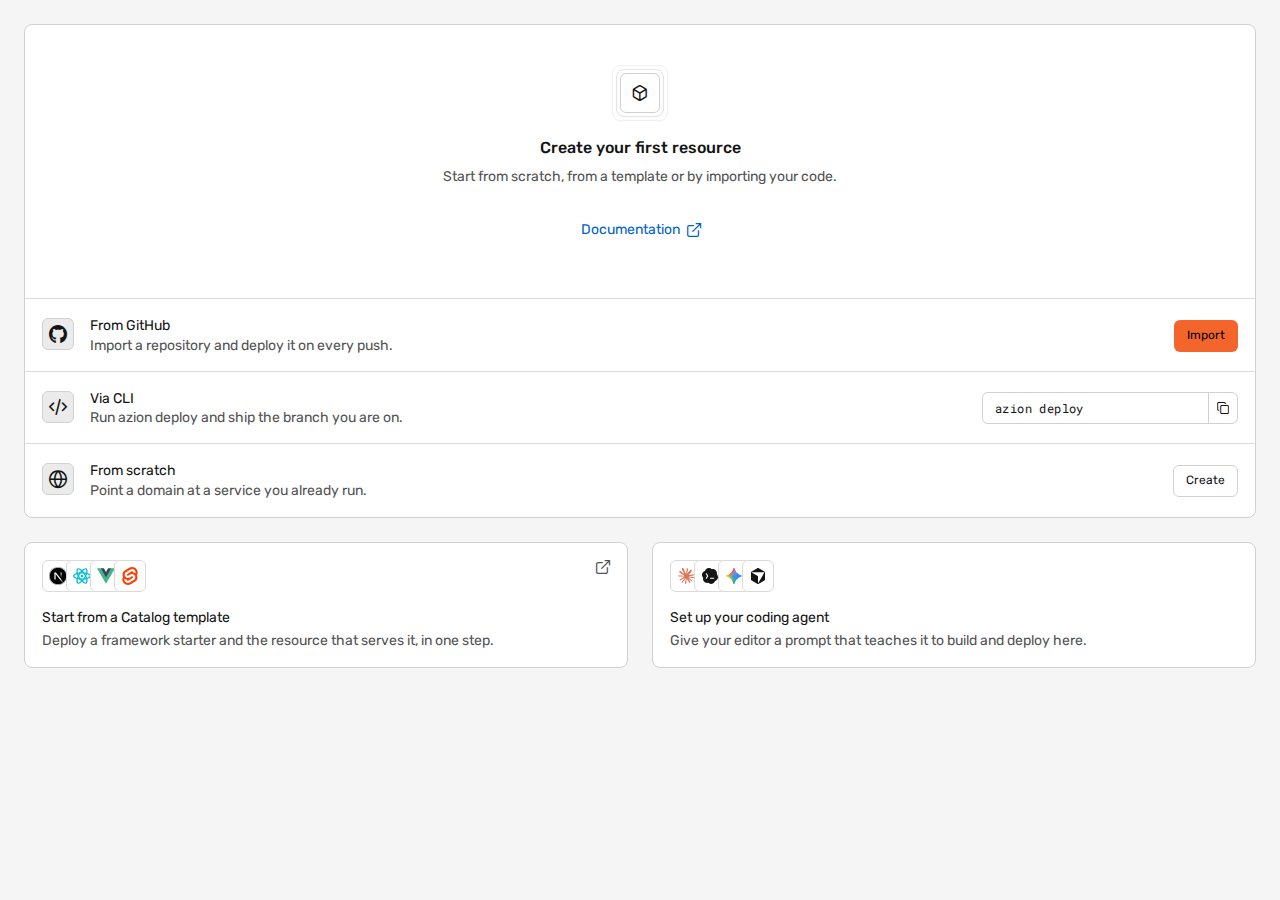 Create your first resource
Start from scratch, from a template or by importing your code.
Documentation
From GitHub
Import a repository and deploy it on every push.
Import
Via CLI
Run azion deploy and ship the branch you are on.
azion deploy
From scratch
Point a domain at a service you already run.
Create
Start from a Catalog template
Deploy a framework starter and the resource that serves it, in one step.
Set up your coding agent
Give your editor a prompt that teaches it to build and deploy here.